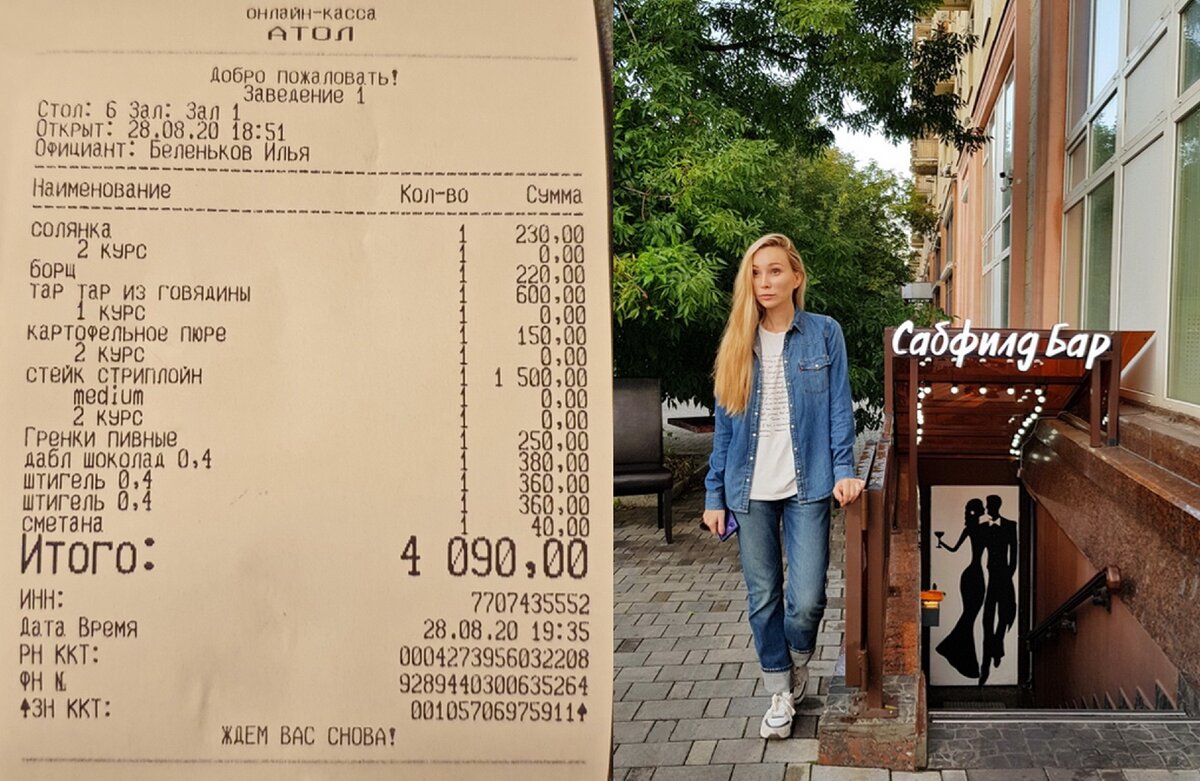 онлайн-касса
АТОЛ
Добро пожаловать!
Заведение 1
Стол: 6 Зал: Зал 1
Открыт: 28.08.20 18:51
Официант: Беленьков Илья
Наименование Кол-во Сумма
солянка 1 230,00
2 курс 1 0,00
борщ 1 220,00
тар тар из говядины 1 600,00
1 курс 1 0,00
картофельное пюре 1 150,00
2 курс 1 0,00
стейк стриплойн 1 1 500,00
medium 1 0,00
2 курс 1 0,00
Гренки пивные 1 250,00
дабл шоколад 0,4 1 380,00
штигель 0,4 1 360,00
штигель 0,4 1 360,00
сметана 1 40,00
Итого: 4 090,00
ИНН: 7707435552
Дата Время 28.08.20 19:35
РН ККТ: 0004273956032208
ФН № 9289440300635264
ЗН ККТ: 00105706975911
ЖДЕМ ВАС СНОВА!
Сабфилд Бар